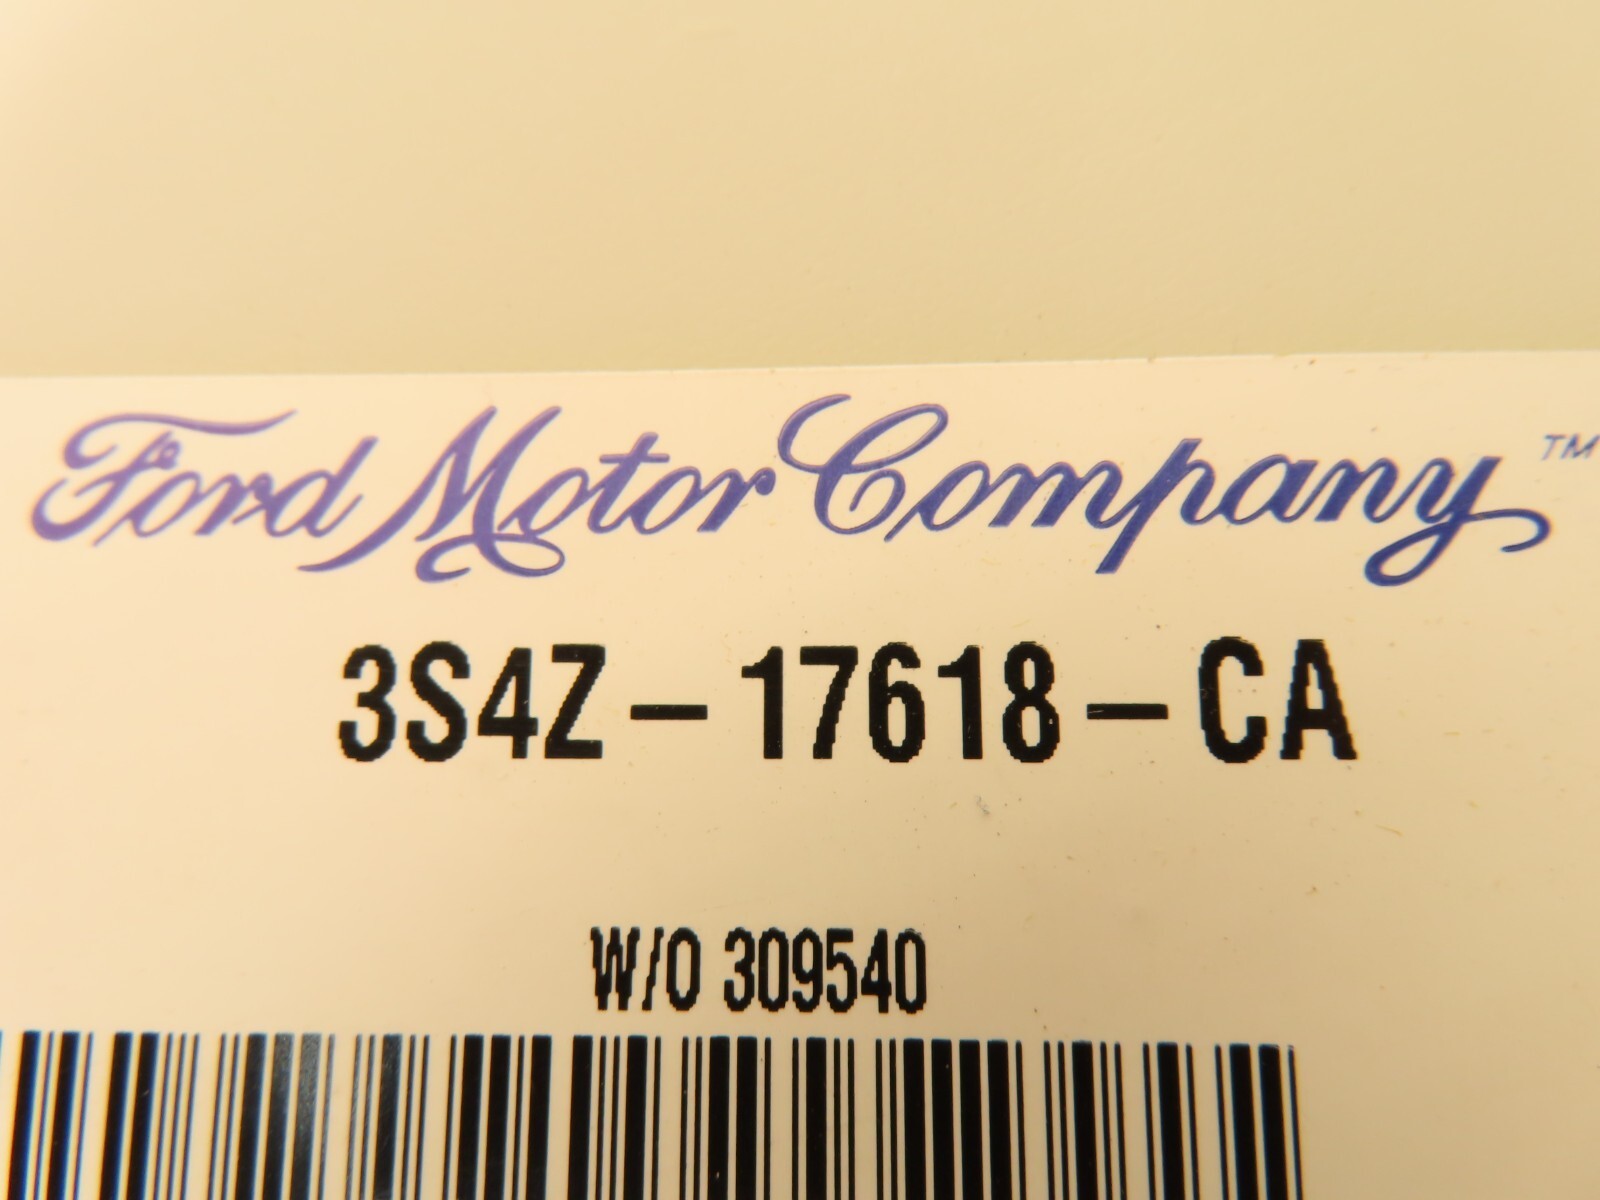 Ford Motor Company™
3S4Z-17618-CA
W/O 309540